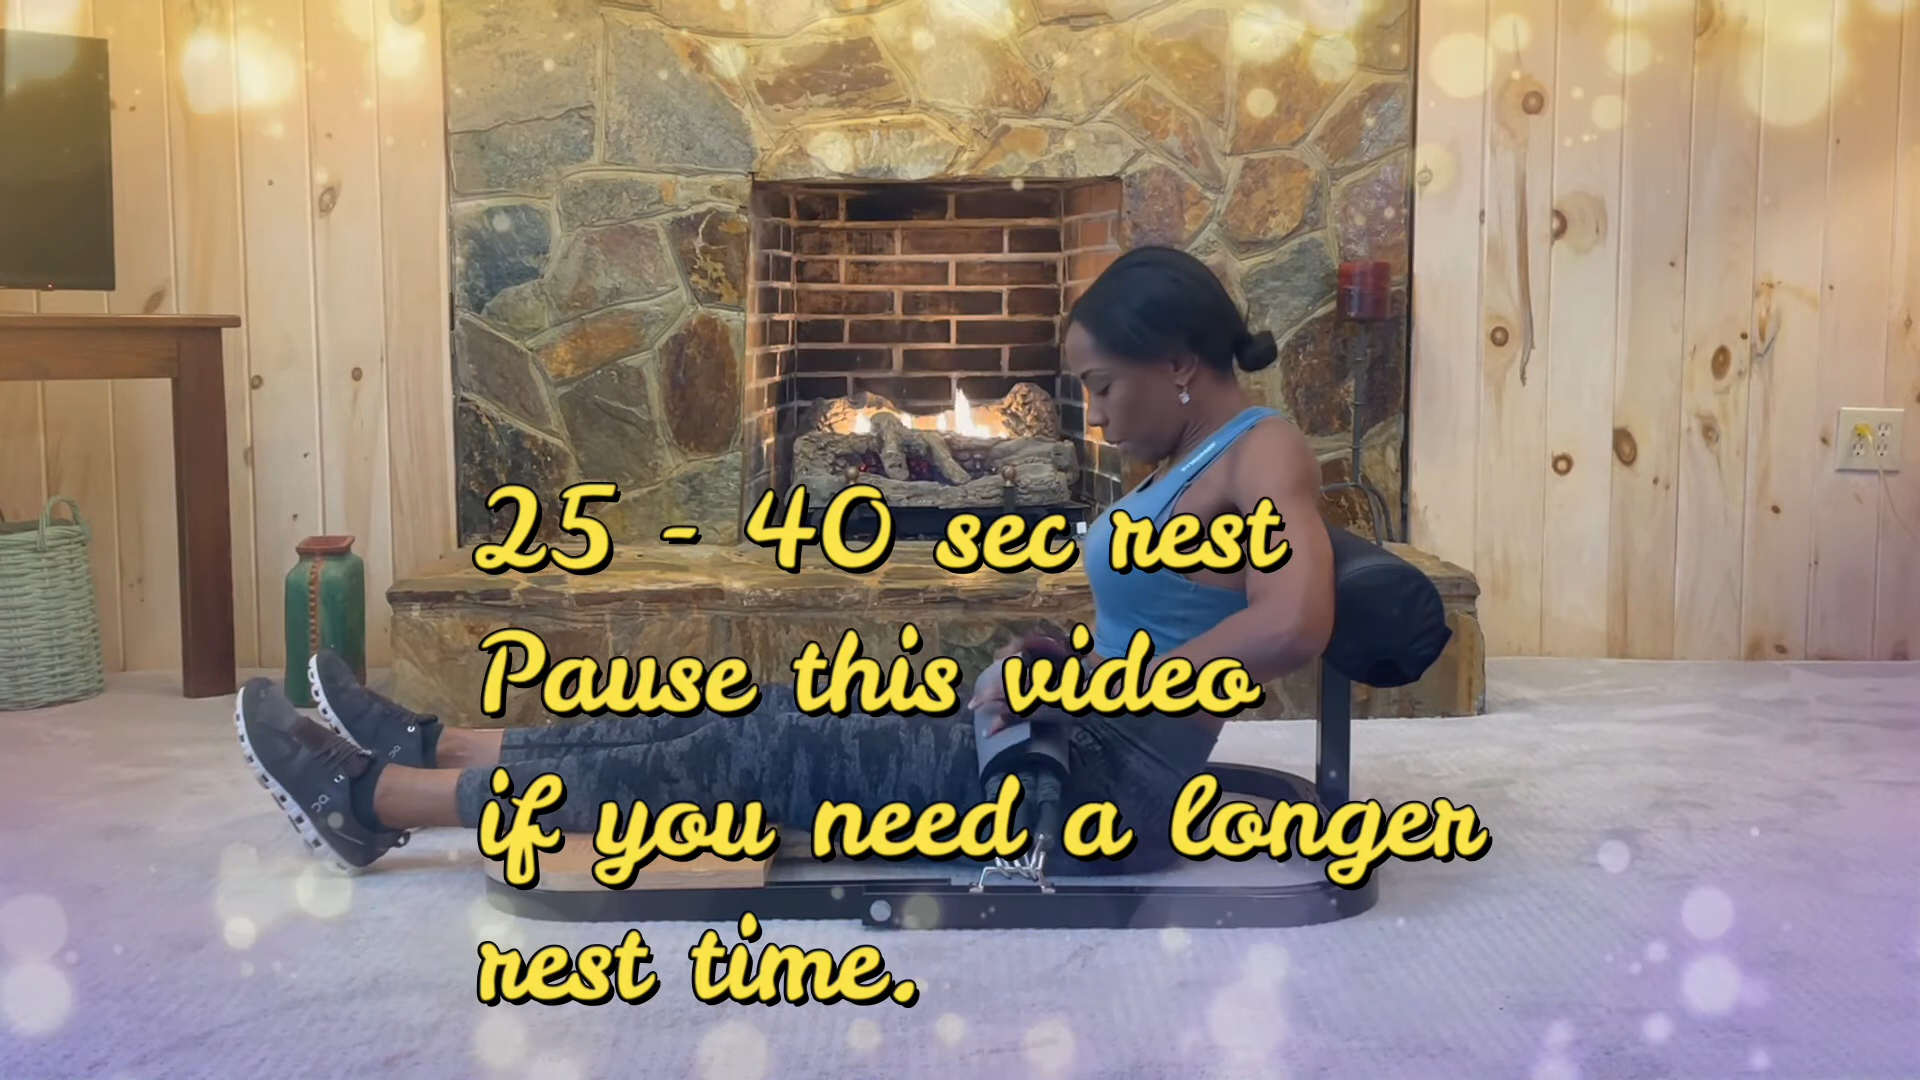 25 - 40 sec rest
Pause this video
if you need a longer
rest time.